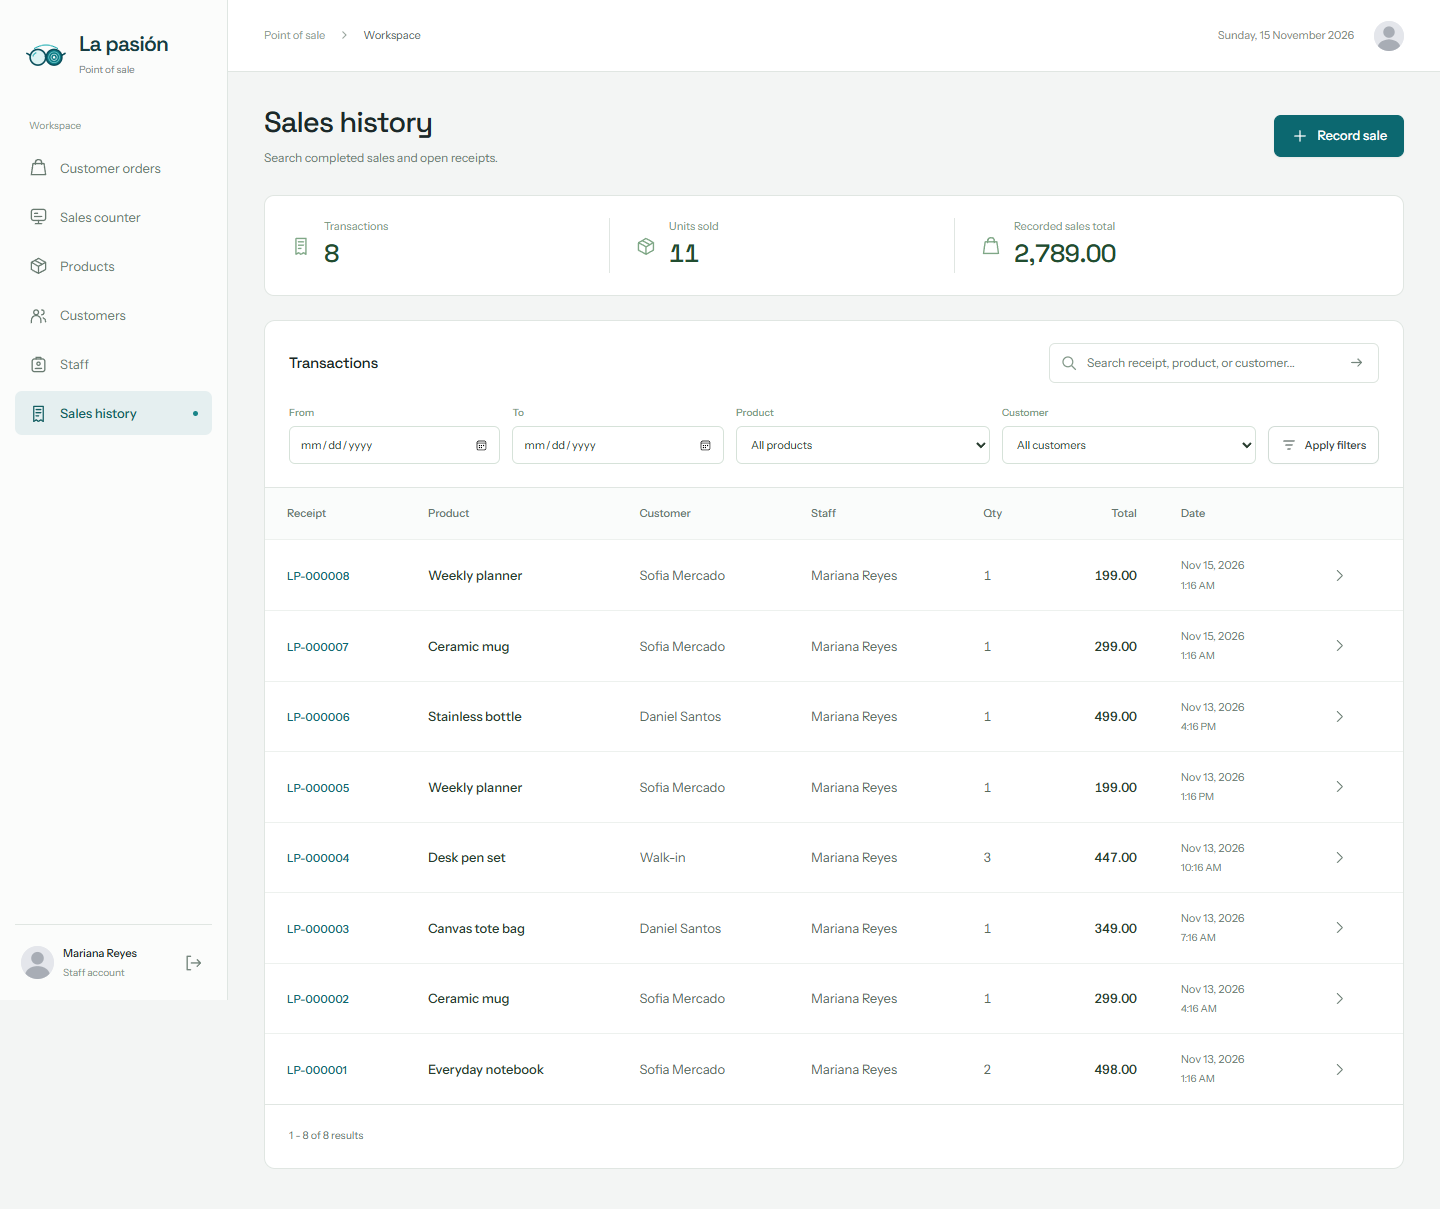 La pasión
Point of sale
Workspace
Customer orders
Sales counter
Products
Customers
Staff
Sales history
Mariana Reyes
Staff account
Point of sale > Workspace
Sunday, 15 November 2026
Sales history
Search completed sales and open receipts.
+ Record sale
Transactions
8
Units sold
11
Recorded sales total
2,789.00
Transactions
Search receipt, product, or customer...
From
To
Product
Customer
mm/dd/yyyy
mm/dd/yyyy
All products
All customers
Apply filters
Receipt Product Customer Staff Qty Total Date
LP-000008 Weekly planner Sofia Mercado Mariana Reyes 1 199.00 Nov 15, 2026
1:16 AM
LP-000007 Ceramic mug Sofia Mercado Mariana Reyes 1 299.00 Nov 15, 2026
1:16 AM
LP-000006 Stainless bottle Daniel Santos Mariana Reyes 1 499.00 Nov 13, 2026
4:16 PM
LP-000005 Weekly planner Sofia Mercado Mariana Reyes 1 199.00 Nov 13, 2026
1:16 PM
LP-000004 Desk pen set Walk-in Mariana Reyes 3 447.00 Nov 13, 2026
10:16 AM
LP-000003 Canvas tote bag Daniel Santos Mariana Reyes 1 349.00 Nov 13, 2026
7:16 AM
LP-000002 Ceramic mug Sofia Mercado Mariana Reyes 1 299.00 Nov 13, 2026
4:16 AM
LP-000001 Everyday notebook Sofia Mercado Mariana Reyes 2 498.00 Nov 13, 2026
1:16 AM
1 - 8 of 8 results